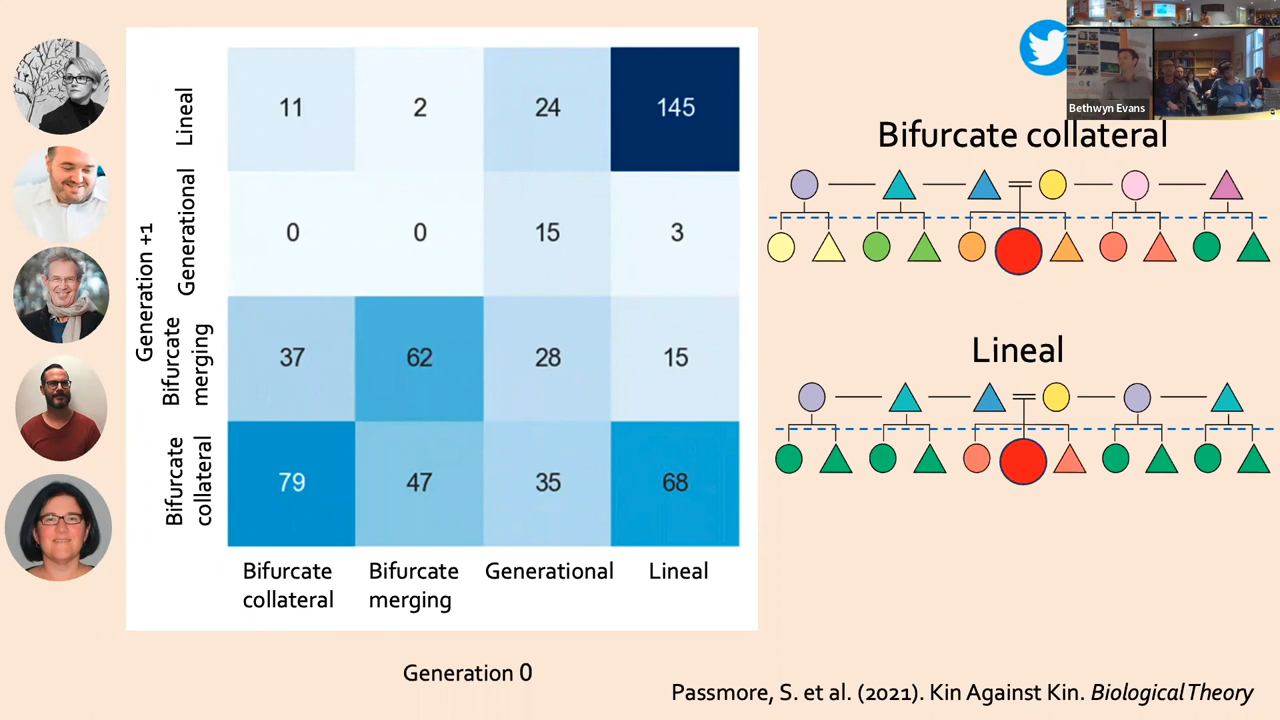 Bethwyn Evans
Generation +1
Lineal
11 2 24 145
Generational
0 0 15 3
Bifurcate
merging
37 62 28 15
Bifurcate
collateral
79 47 35 68
Bifurcate
collateral
Bifurcate
merging
Generational
Lineal
Generation 0
Bifurcate collateral
Lineal
Passmore, S. et al. (2021). Kin Against Kin. Biological Theory